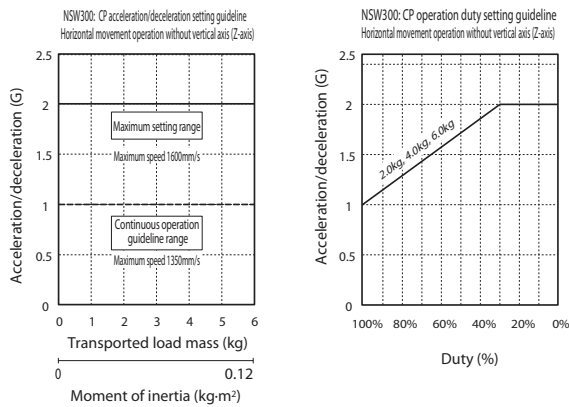 NSW300: CP acceleration/deceleration setting guideline
Horizontal movement operation without vertical axis (Z-axis)
Acceleration/deceleration (G)
2.5
2
1.5
1
0.5
0
Maximum setting range
Maximum speed 1600mm/s
Continuous operation
guideline range
Maximum speed 1350mm/s
0 1 2 3 4 5 6
Transported load mass (kg)
0 0.12
Moment of inertia (kg·m²)
NSW300: CP operation duty setting guideline
Horizontal movement operation without vertical axis (Z-axis)
Acceleration/deceleration (G)
2.5
2
1.5
1
0.5
0
2.0kg, 4.0kg, 6.0kg
100% 80% 60% 40% 20% 0%
Duty (%)